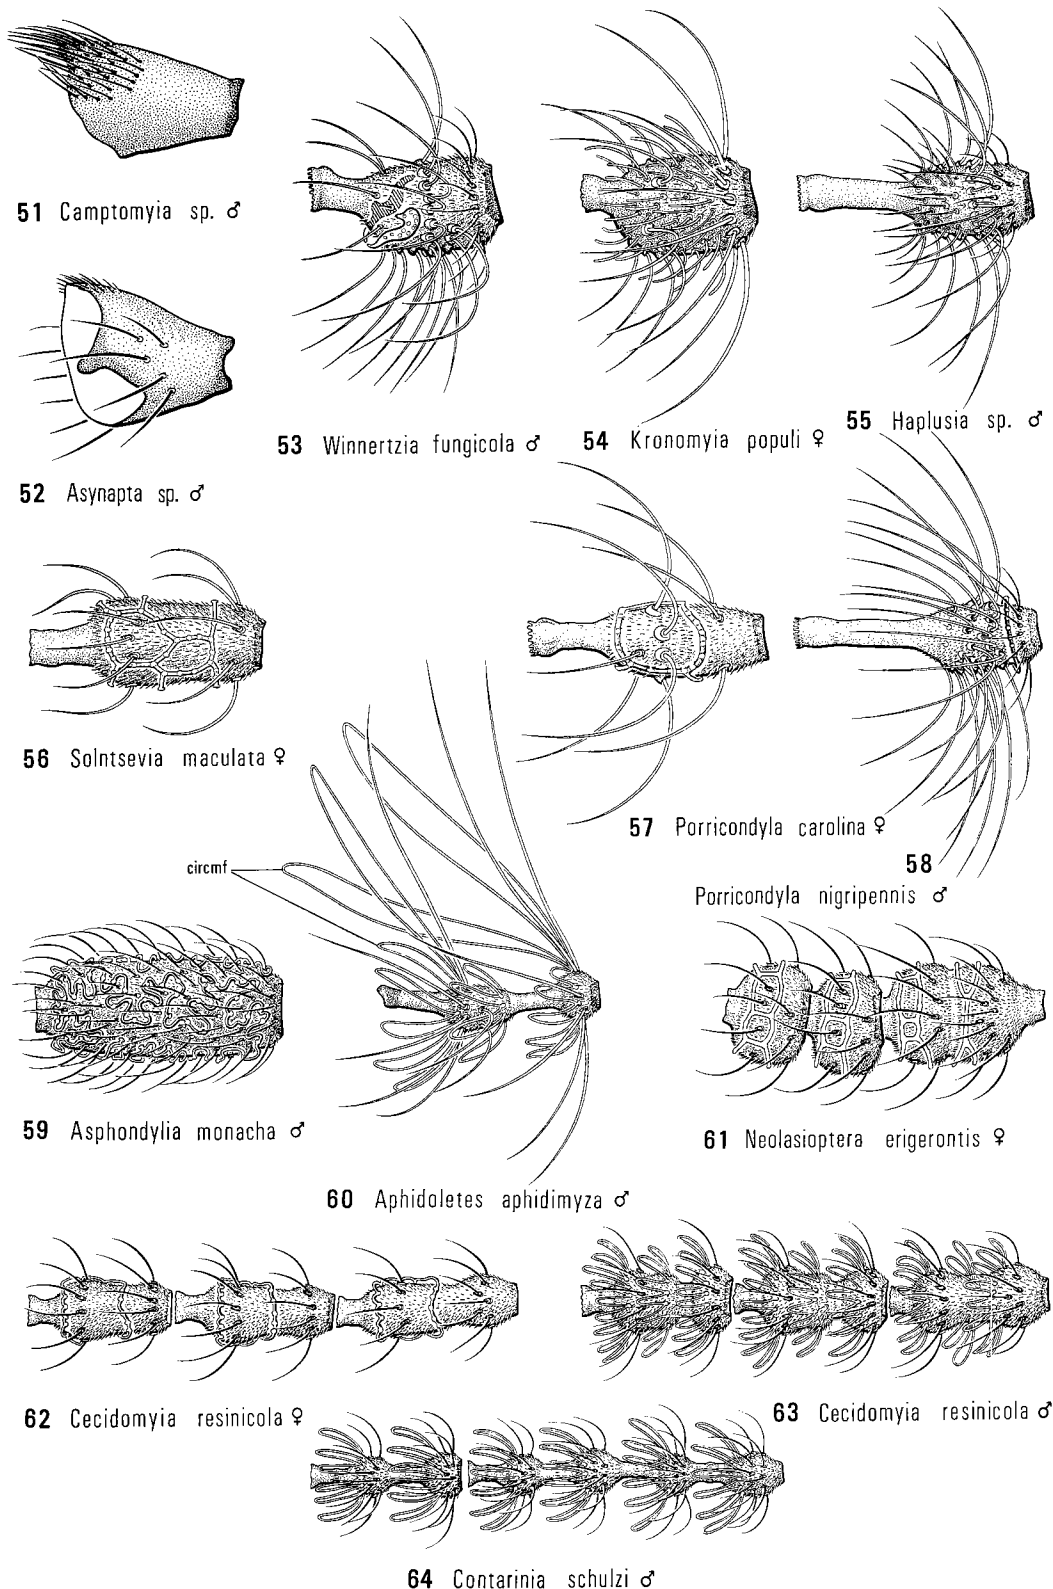 51 Camptomyia sp. ♂
52 Asynapta sp. ♂
53 Winnertzia fungicola ♂
54 Kronomyia populi ♀
55 Haplusia sp. ♂
56 Solntsevia maculata ♀
57 Porricondyla carolina ♀
58
Porricondyla nigripennis ♂
circmf
59 Asphondylia monacha ♂
60 Aphidoletes aphidimyza ♂
61 Neolasioptera erigerontis ♀
62 Cecidomyia resinicola ♀
63 Cecidomyia resinicola ♂
64 Contarinia schulzi ♂